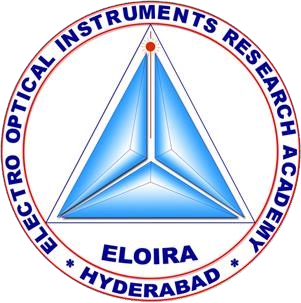 ELECTRO OPTICAL INSTRUMENTS RESEARCH ACADEMY
ELOIRA
* HYDERABAD *